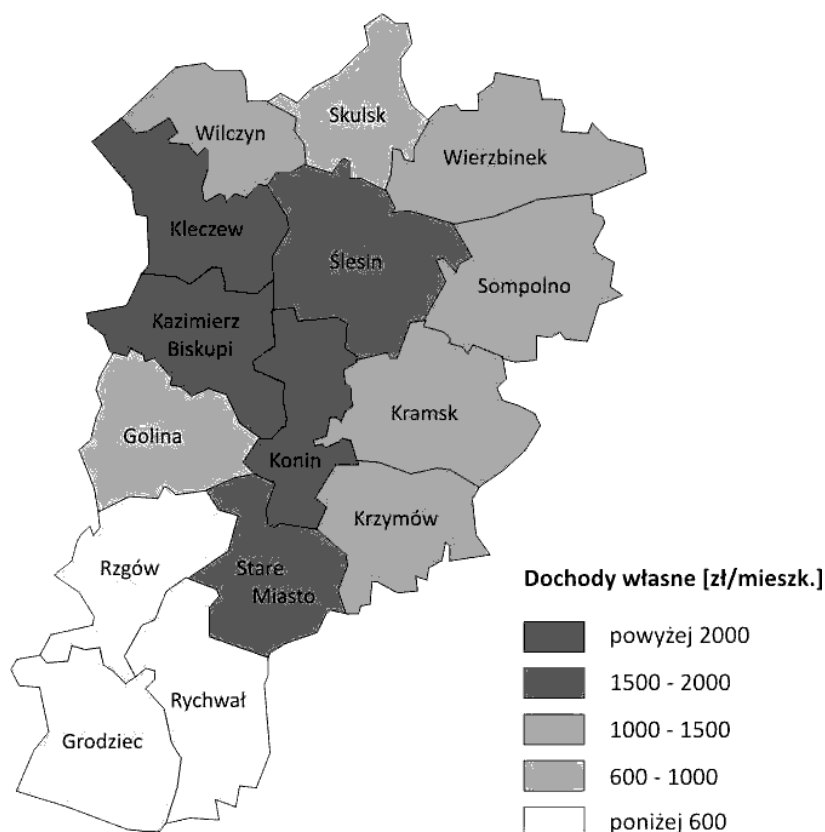 Skulsk
Wilczyn
Wierzbinek
Kleczew
Ślesin
Sompolno
Kazimierz
Biskupi
Kramsk
Golina
Konin
Krzymów
Rzgów
Stare
Miasto
Rychwał
Grodziec
Dochody własne [zł/mieszk.]
powyżej 2000
1500 - 2000
1000 - 1500
600 - 1000
poniżej 600